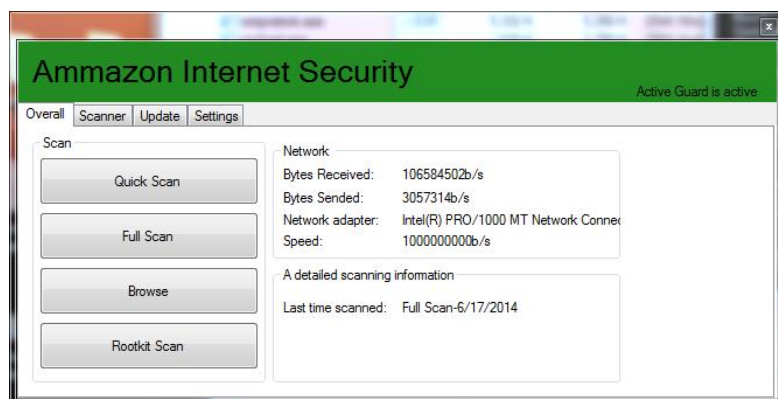 Ammazon Internet Security
Active Guard is active
Overall Scanner Update Settings
Scan
Quick Scan
Full Scan
Browse
Rootkit Scan
Network
Bytes Received: 106584502b/s
Bytes Sended: 3057314b/s
Network adapter: Intel(R) PRO/1000 MT Network Connec
Speed: 1000000000b/s
A detailed scanning information
Last time scanned: Full Scan-6/17/2014